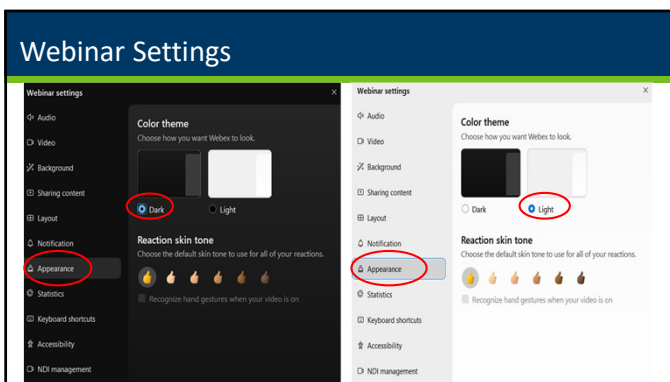 Webinar Settings
Webinar settings
Audio
Video
Background
Sharing content
Layout
Notification
Appearance
Statistics
Keyboard shortcuts
Accessibility
NDI management
Color theme
Choose how you want Webex to look.
Dark
Light
Reaction skin tone
Choose the default skin tone to use for all of your reactions.
Recognize hand gestures when your video is on
Webinar settings
Audio
Video
Background
Sharing content
Layout
Notification
Appearance
Statistics
Keyboard shortcuts
Accessibility
NDI management
Color theme
Choose how you want Webex to look.
Dark
Light
Reaction skin tone
Choose the default skin tone to use for all of your reactions.
Recognize hand gestures when your video is on